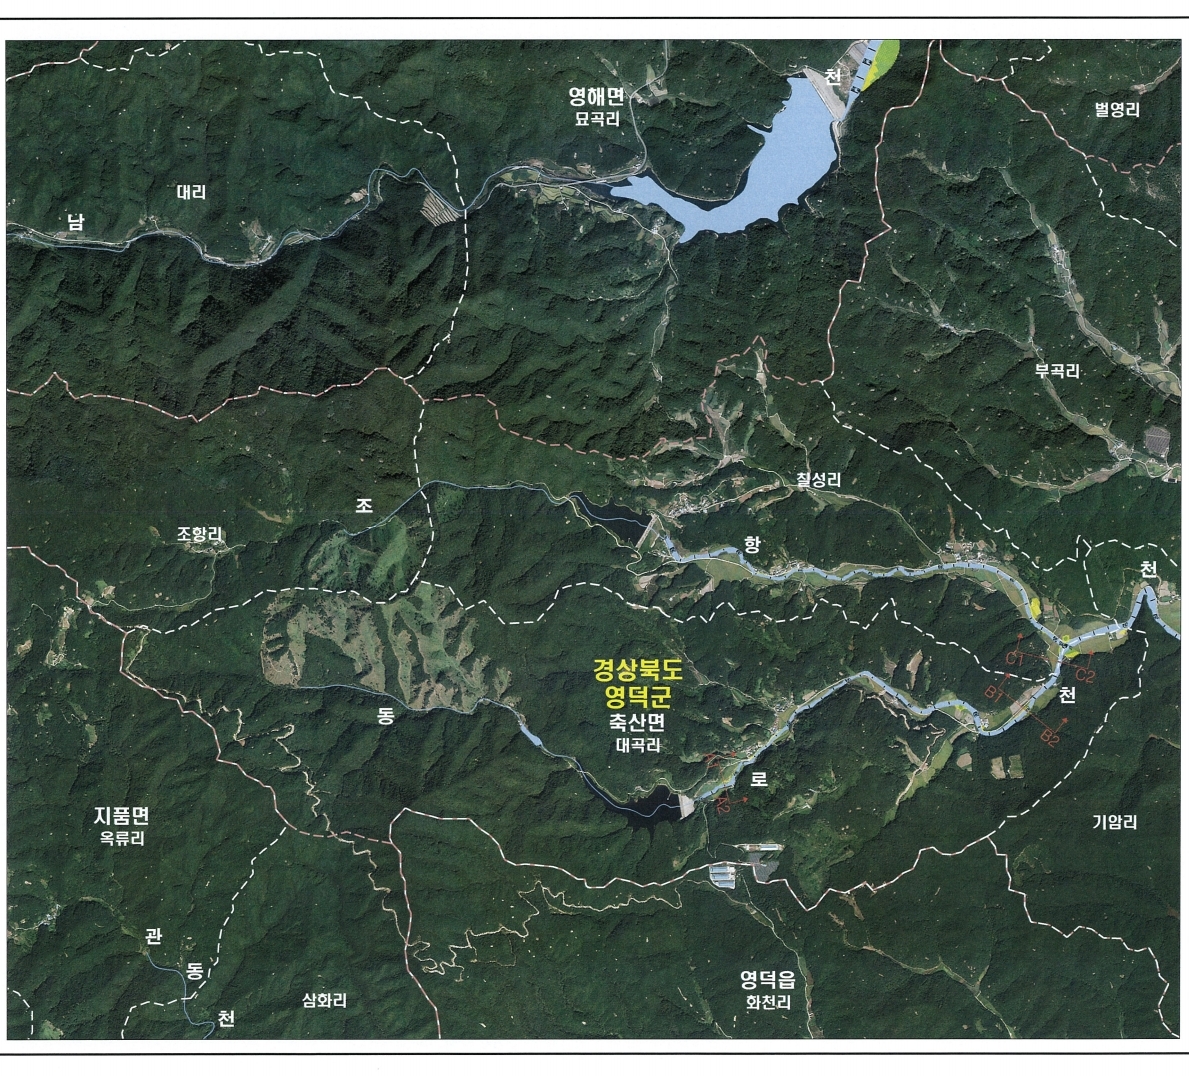 천
영해면
묘곡리
벌영리
대리
남
부곡리
칠성리
조
조항리
항
천
C1
C2
B1
천
경상북도
영덕군
축산면
대곡리
동
B2
로
A2
지품면
옥류리
기암리
관
동
영덕읍
화천리
삼화리
천